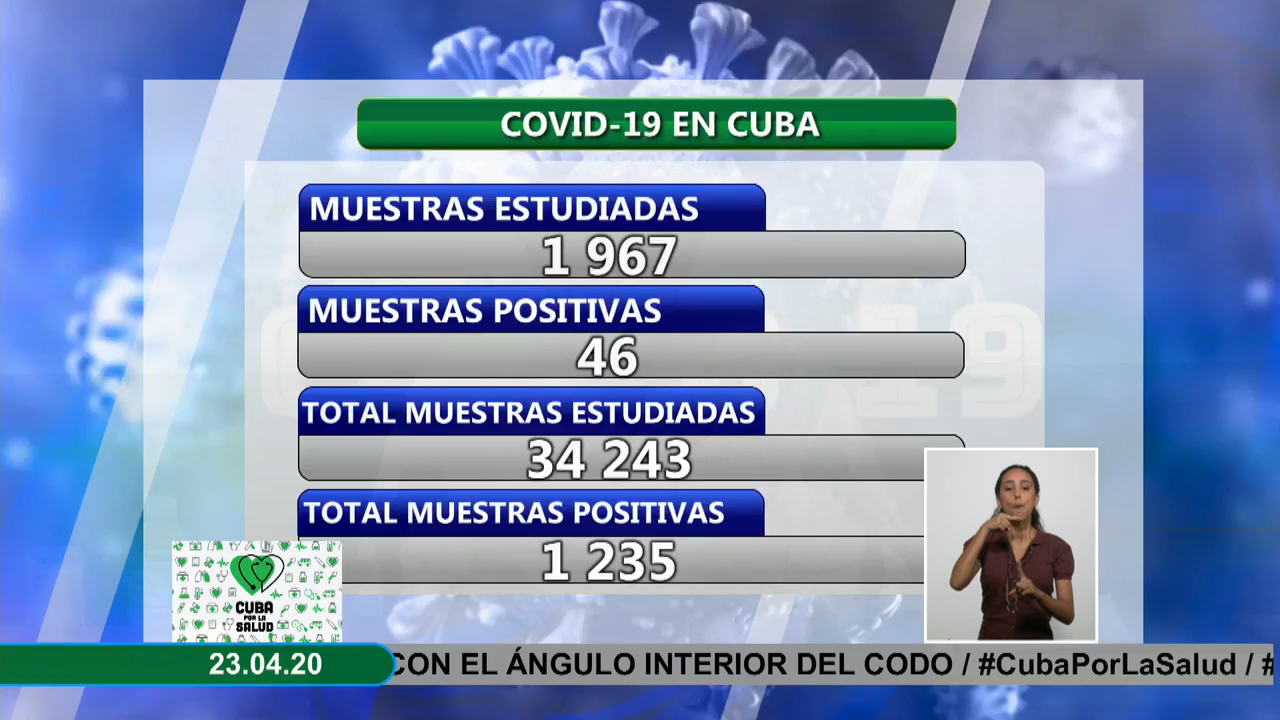 COVID-19 EN CUBA
MUESTRAS ESTUDIADAS
1 967
MUESTRAS POSITIVAS
46
TOTAL MUESTRAS ESTUDIADAS
34 243
TOTAL MUESTRAS POSITIVAS
1 235
CUBA
POR LA
SALUD
23.04.20
CON EL ÁNGULO INTERIOR DEL CODO / #CubaPorLaSalud / #